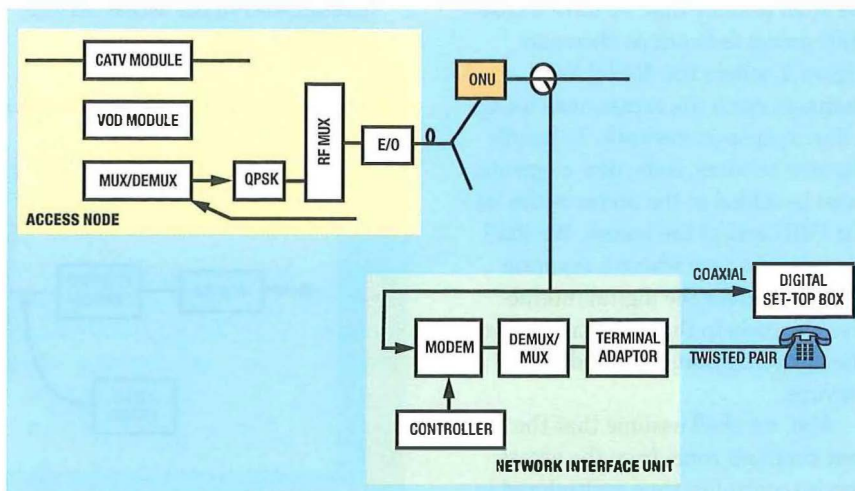 CATV MODULE
VOD MODULE
MUX/DEMUX
QPSK
RF MUX
E/O
ONU
ACCESS NODE
COAXIAL
DIGITAL
SET-TOP BOX
MODEM
DEMUX/
MUX
TERMINAL
ADAPTOR
TWISTED PAIR
CONTROLLER
NETWORK INTERFACE UNIT